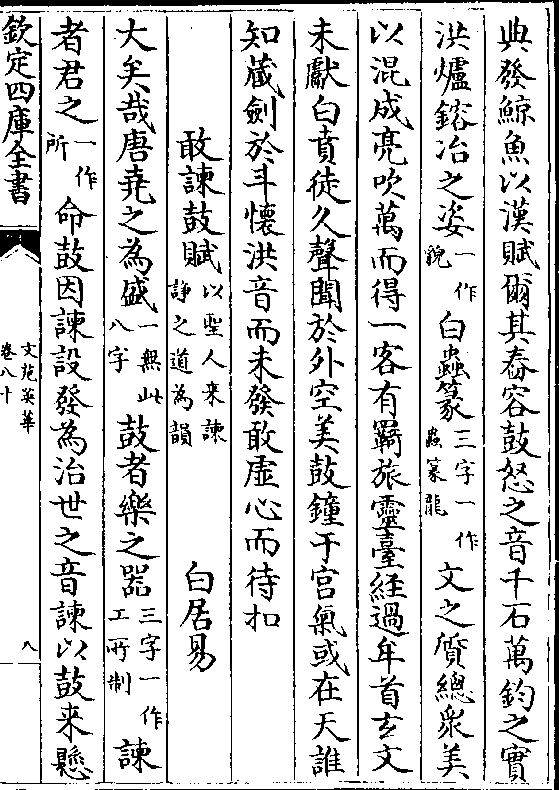 典發鯨魚以漢賦爾其舂容鼓怒之音千石萬鈞之實
洪爐鎔冶之姿一作貌白蟲篆三字一作蟲篆龍文之質總衆美
以混成亮吹萬而得一客有羇旅靈臺経過年首玄文
未獻白賁徒久聲聞於外空美鼓鐘于宫氣或在天誰
知蔵劍於斗懷洪音而未發敢虚心而待扣
敢諫鼓賦以聖人来諫諍之道為韻 白居易
大矣哉唐堯之為盛一無此八字鼓者樂之器三字一作工所制諫
者君之一作所命鼓因諫設發為治世之音諫以鼓来懸
欽定四庫全書
文苑英華
卷八十
八